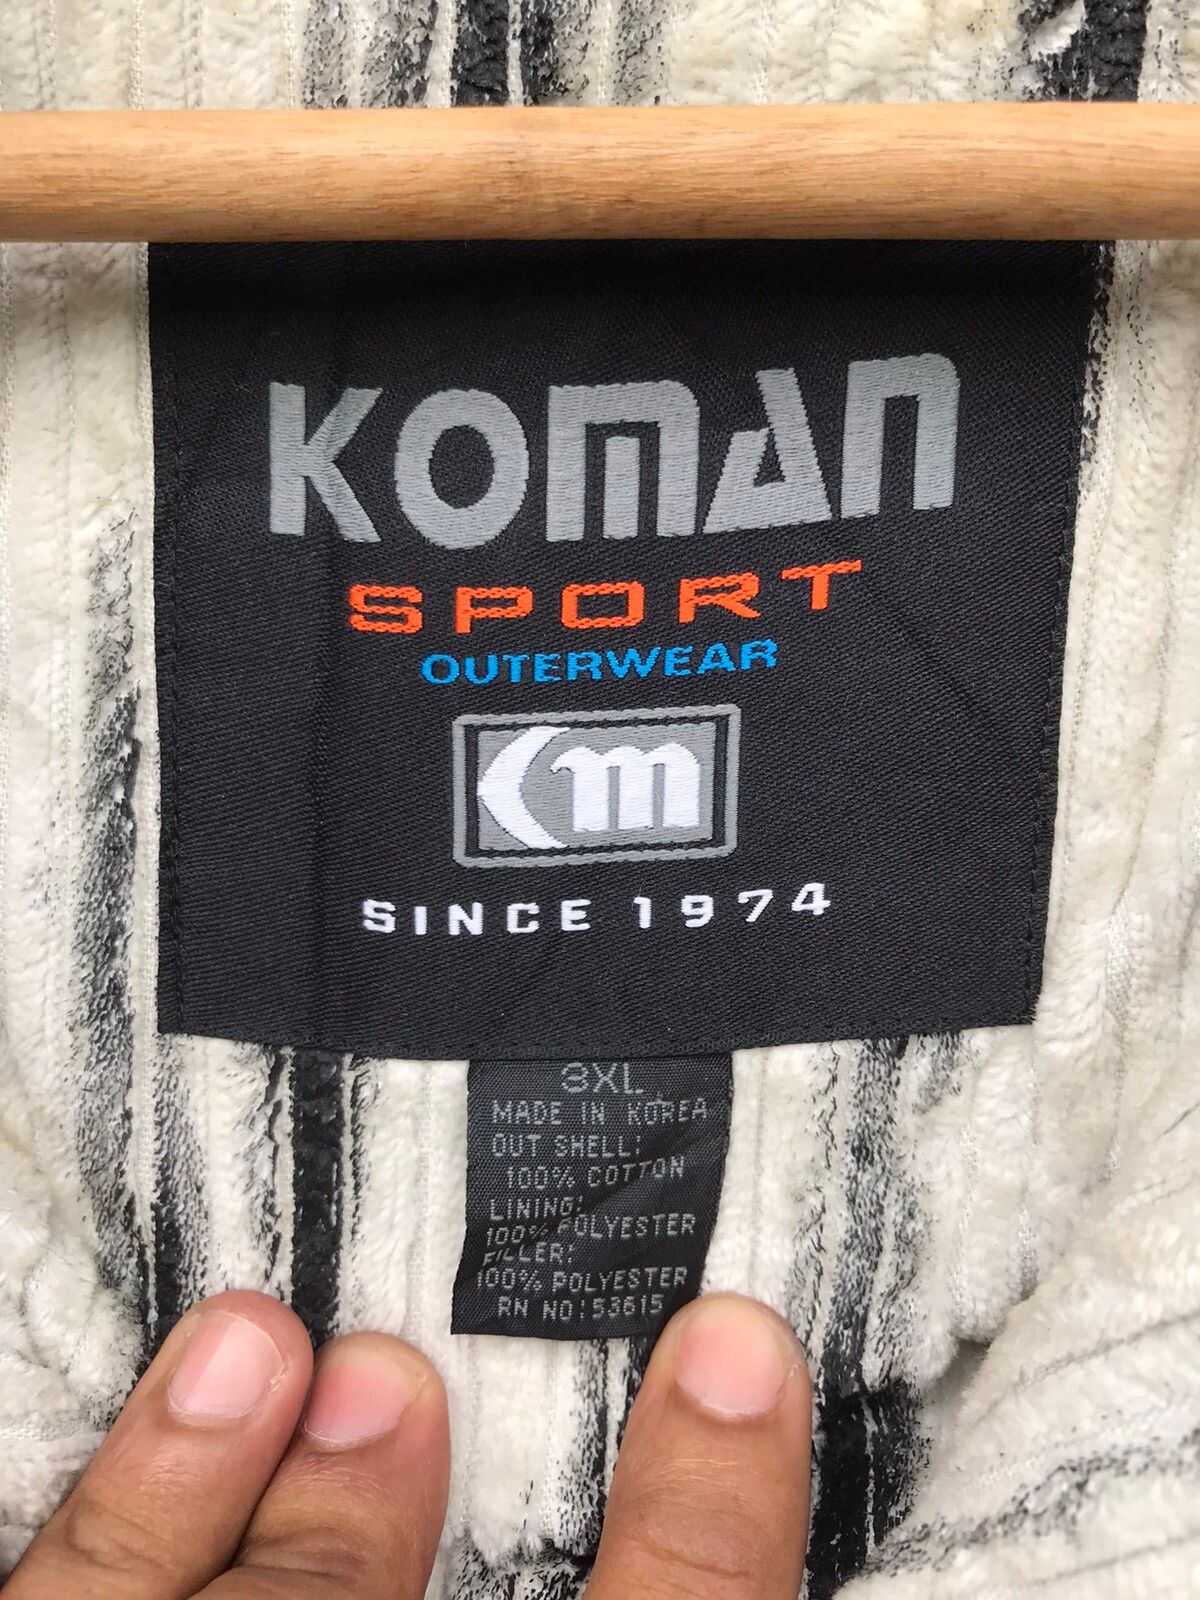 KOMAN
SPORT
OUTERWEAR
Km
SINCE 1974
3XL
MADE IN KOREA
OUT SHELL:
100% COTTON
LINING:
100% POLYESTER
FILLER:
100% POLYESTER
RN NO:53615